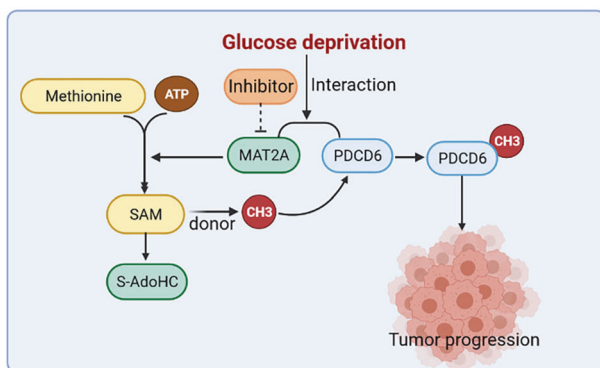 Glucose deprivation
Interaction
Inhibitor
Methionine
ATP
MAT2A
PDCD6
PDCD6
CH3
SAM
donor
CH3
S-AdoHC
Tumor progression